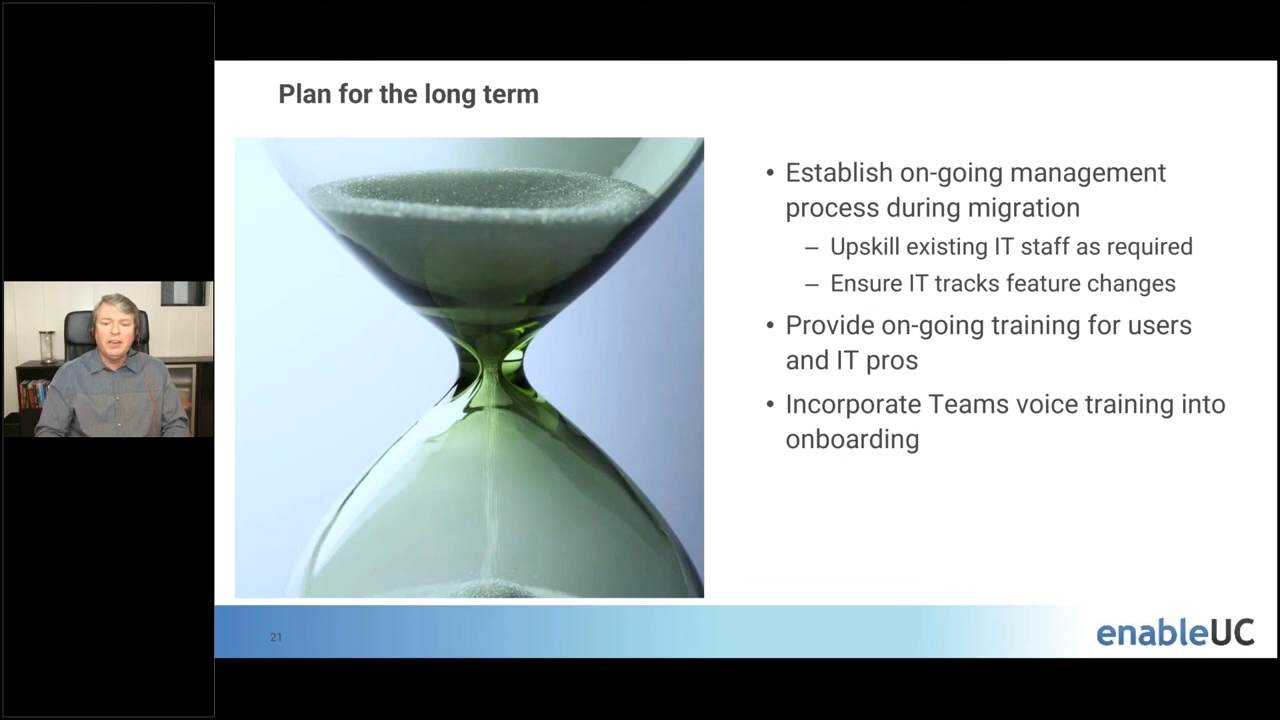 Plan for the long term
• Establish on-going management
process during migration
– Upskill existing IT staff as required
– Ensure IT tracks feature changes
• Provide on-going training for users
and IT pros
• Incorporate Teams voice training into
onboarding
21
enableUC